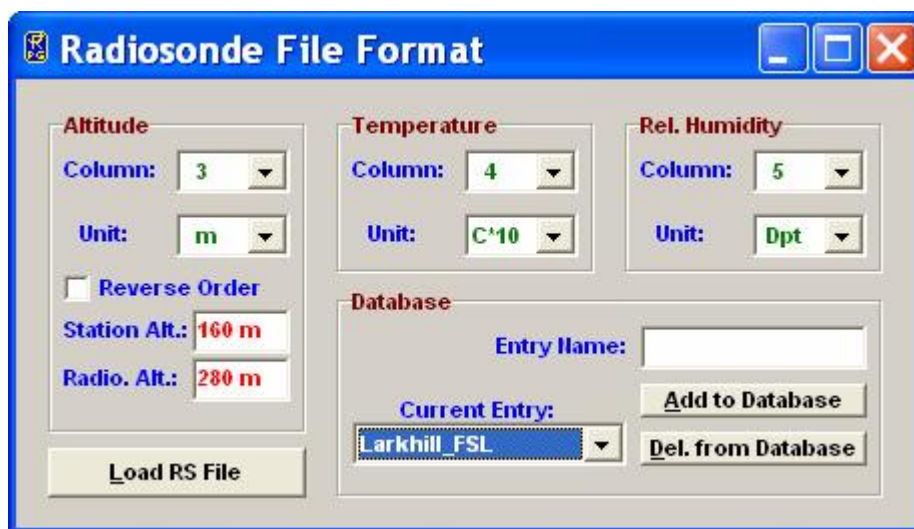 Radiosonde File Format
Altitude
Column: 3
Unit: m
Reverse Order
Station Alt.: 160 m
Radio. Alt.: 280 m
Load RS File
Temperature
Column: 4
Unit: C*10
Rel. Humidity
Column: 5
Unit: Dpt
Database
Entry Name:
Current Entry:
Larkhill_FSL
Add to Database
Del. from Database